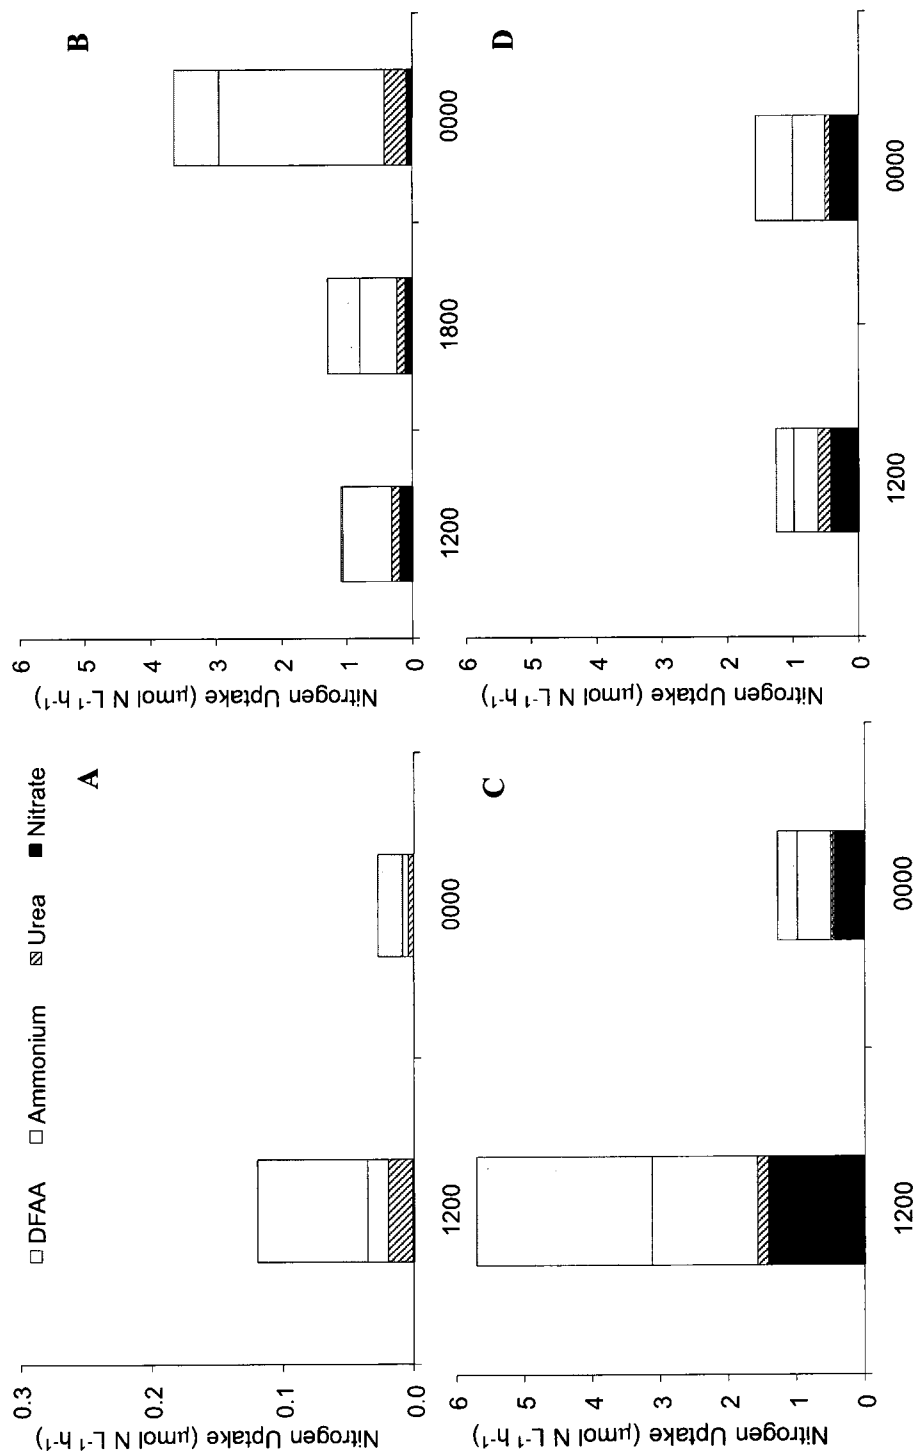 □ DFAA □ Ammonium ▨ Urea ■ Nitrate
A
Nitrogen Uptake (µmol N L⁻¹ h⁻¹)
0.3
0.2
0.1
0.0
1200 0000
B
Nitrogen Uptake (µmol N L⁻¹ h⁻¹)
6
5
4
3
2
1
0
1200 1800 0000
C
Nitrogen Uptake (µmol N L⁻¹ h⁻¹)
6
5
4
3
2
1
0
1200 0000
D
Nitrogen Uptake (µmol N L⁻¹ h⁻¹)
6
5
4
3
2
1
0
1200 0000